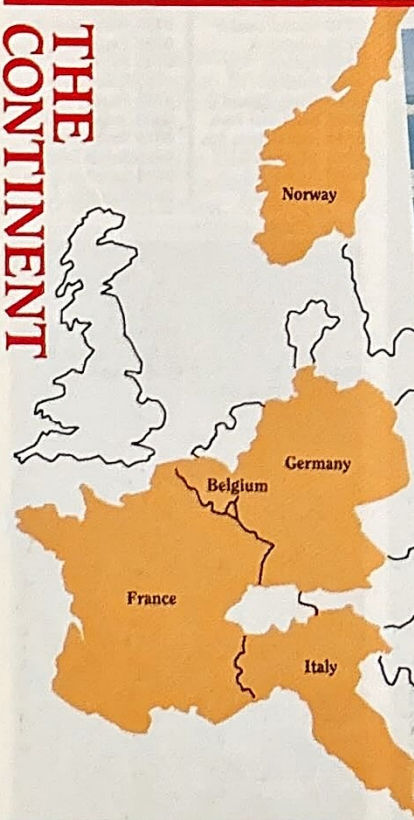 THE
CONTINENT
Norway
Germany
Belgium
France
Italy